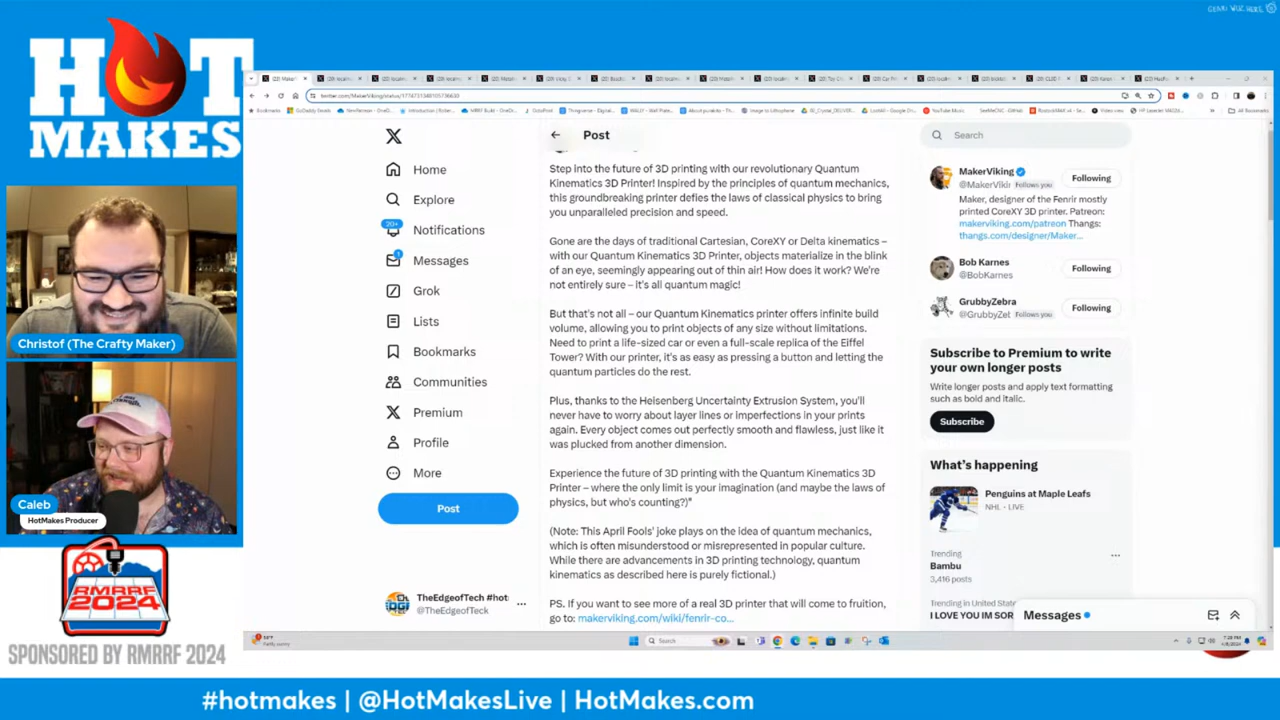 HOT
MAKES
Christof (The Crafty Maker)
Caleb
HotMakes Producer
RMRRF
2024
SPONSORED BY RMRRF 2024
#hotmakes | @HotMakesLive | HotMakes.com
Home
Explore
20+
Notifications
1
Messages
Grok
Lists
Bookmarks
Communities
Premium
Profile
More
Post
TheEdgeofTech #hot
@TheEdgeofTech
Post
Step into the future of 3D printing with our revolutionary Quantum
Kinematics 3D Printer! Inspired by the principles of quantum mechanics,
this groundbreaking printer defies the laws of classical physics to bring
you unparalleled precision and speed.
Gone are the days of traditional Cartesian, CoreXY or Delta kinematics –
with our Quantum Kinematics 3D Printer, objects materialize in the blink
of an eye, seemingly appearing out of thin air! How does it work? We're
not entirely sure – it's all quantum magic!
But that's not all – our Quantum Kinematics printer offers infinite build
volume, allowing you to print objects of any size without limitations.
Need to print a life-sized car or even a full-scale replica of the Eiffel
Tower? With our printer, it's as easy as pressing a button and letting the
quantum particles do the rest.
Plus, thanks to the Heisenberg Uncertainty Extrusion System, you'll
never have to worry about layer lines or imperfections in your prints
again. Every object comes out perfectly smooth and flawless, just like it
was plucked from another dimension.
Experience the future of 3D printing with the Quantum Kinematics 3D
Printer – where the only limit is your imagination (and maybe the laws of
physics, but who's counting?)"
(Note: This April Fools' joke plays on the idea of quantum mechanics,
which is often misunderstood or misrepresented in popular culture.
While there are advancements in 3D printing technology, quantum
kinematics as described here is purely fictional.)
PS. If you want to see more of a real 3D printer that will come to fruition,
go to: makerviking.com/wiki/fenrir-co...
Search
MakerViking
@MakerViki Follows you
Following
Maker, designer of the Fenrir mostly
printed CoreXY 3D printer. Patreon:
makerviking.com/patreon Thangs:
thangs.com/designer/Maker...
Bob Karnes
@BobKarnes
Following
GrubbyZebra
@GrubbyZet Follows you
Following
Subscribe to Premium to write
your own longer posts
Write longer posts and apply text formatting
such as bold and italic.
Subscribe
What's happening
Penguins at Maple Leafs
NHL · LIVE
Trending
Bambu
3,416 posts
Trending in United State
I LOVE YOU IM SOR
Messages
Search